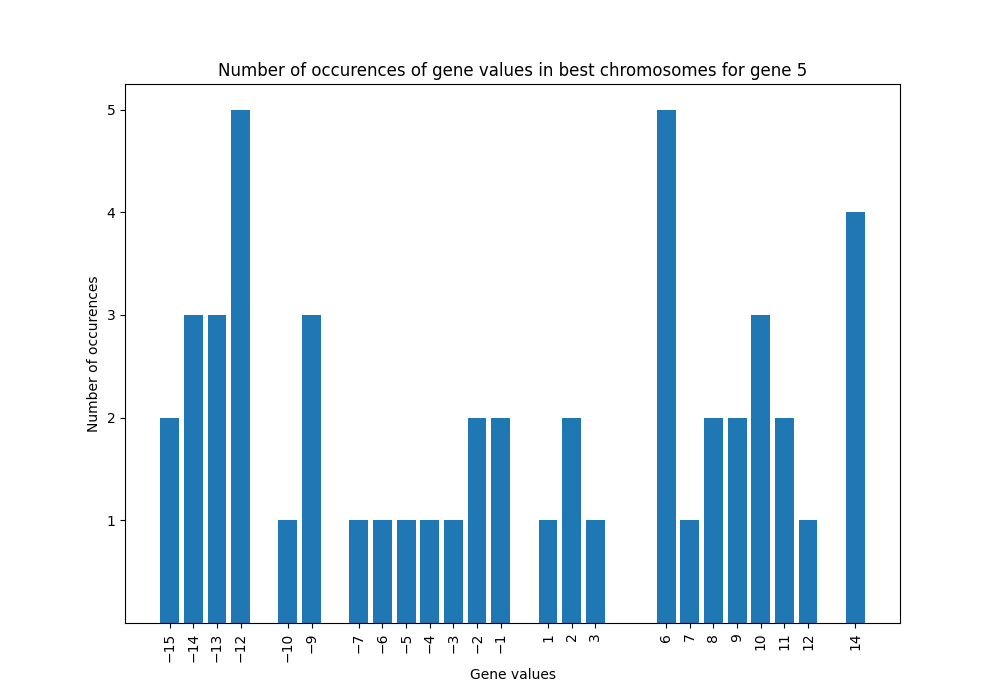 Number of occurences of gene values in best chromosomes for gene 5
Number of occurences
5
4
3
2
1
−15 −14 −13 −12 −10 −9 −7 −6 −5 −4 −3 −2 −1 1 2 3 6 7 8 9 10 11 12 14
Gene values